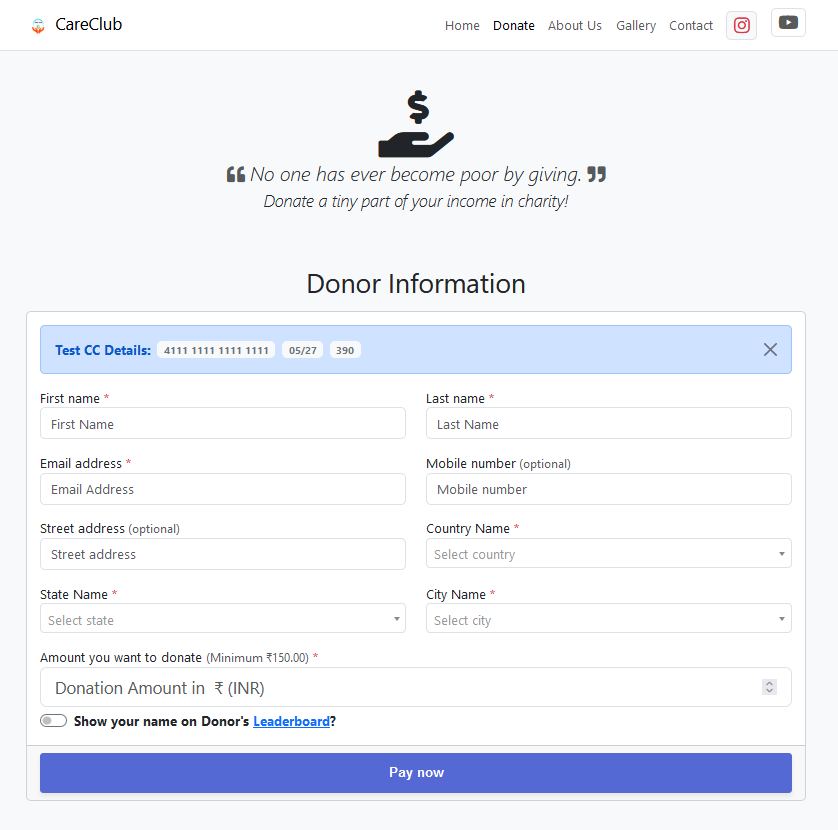 CareClub
Home Donate About Us Gallery Contact
$
“ No one has ever become poor by giving. ”
Donate a tiny part of your income in charity!
Donor Information
Test CC Details: 4111 1111 1111 1111 05/27 390
First name * Last name *
First Name Last Name
Email address * Mobile number (optional)
Email Address Mobile number
Street address (optional) Country Name *
Street address Select country
State Name * City Name *
Select state Select city
Amount you want to donate (Minimum ₹150.00) *
Donation Amount in ₹ (INR)
Show your name on Donor's Leaderboard?
Pay now